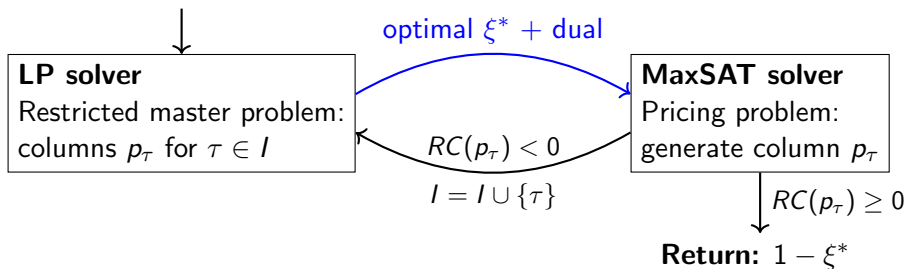 optimal ξ* + dual
LP solver
Restricted master problem:
columns p_τ for τ ∈ I
MaxSAT solver
Pricing problem:
generate column p_τ
RC(p_τ) < 0
I = I ∪ {τ}
RC(p_τ) ≥ 0
Return: 1 − ξ*